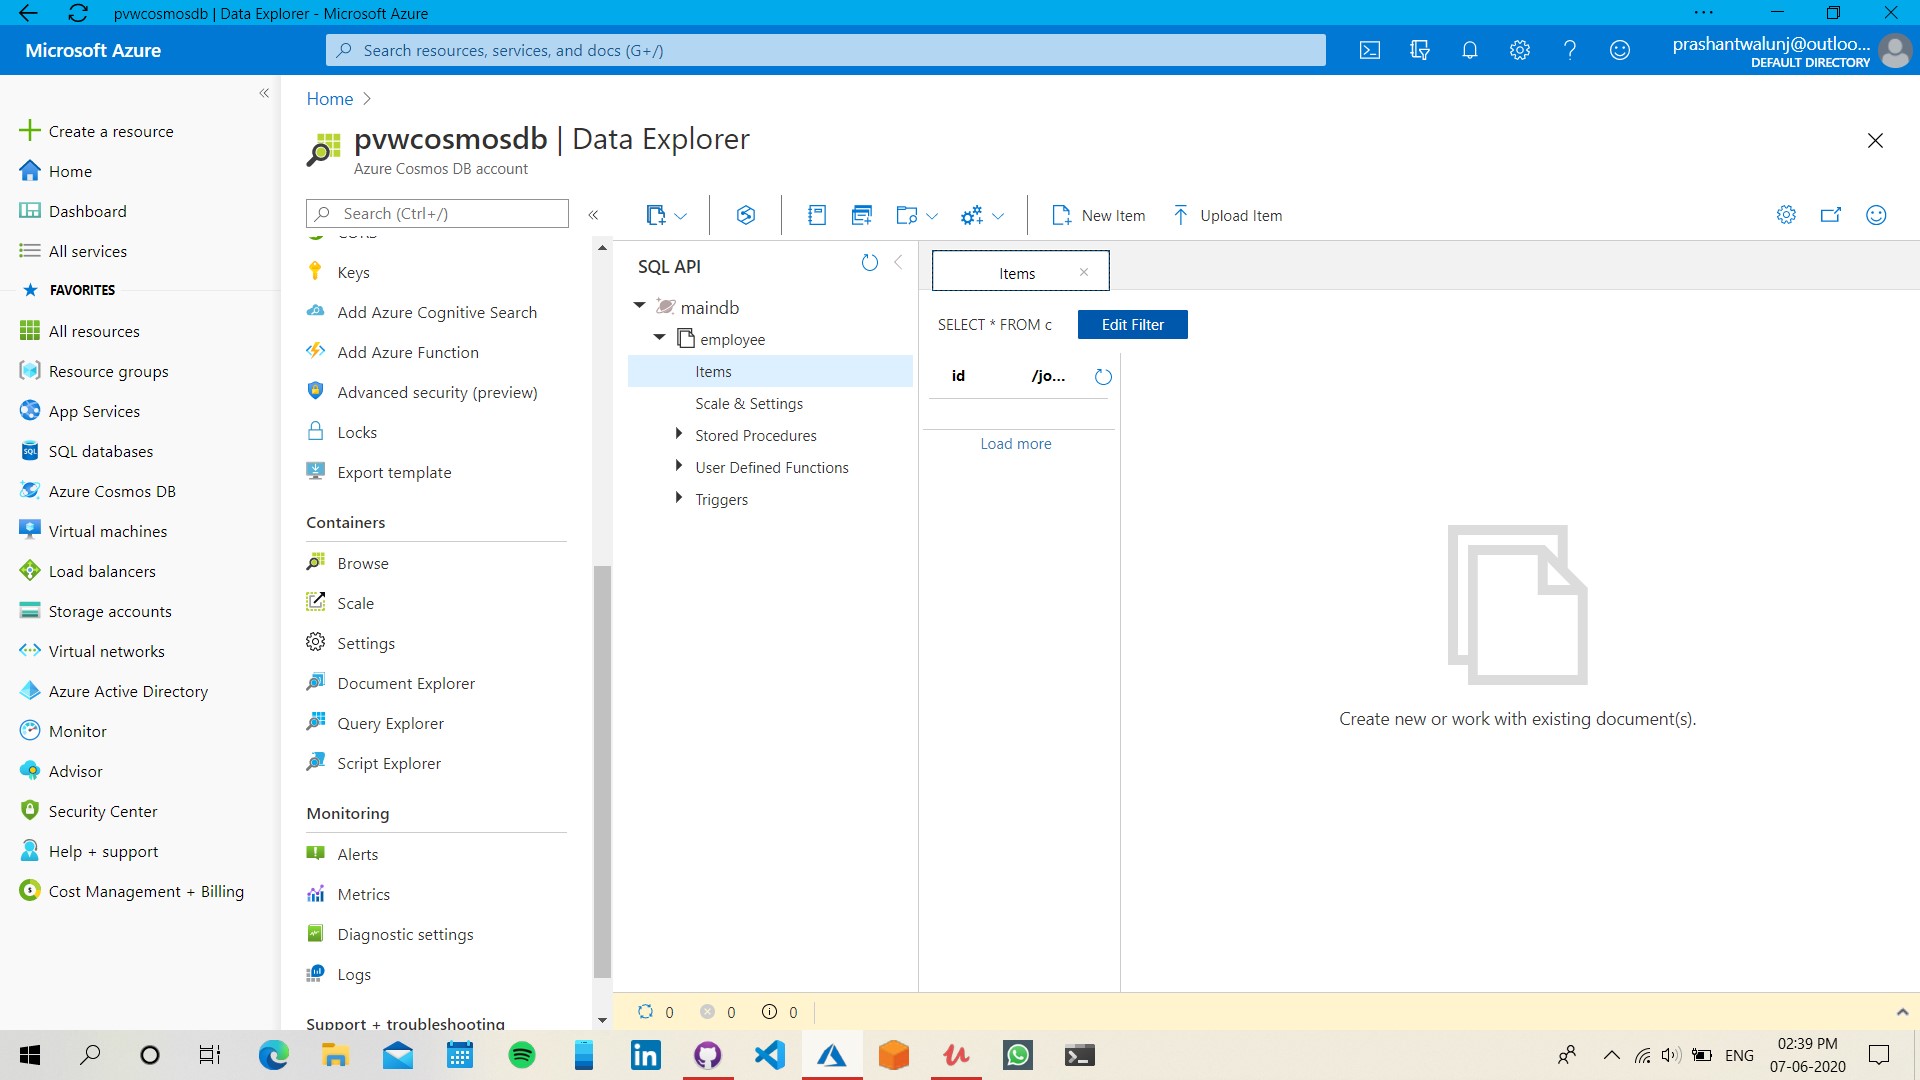 pvwcosmosdb | Data Explorer - Microsoft Azure
Microsoft Azure
Search resources, services, and docs (G+/)
prashantwalunj@outloo...
DEFAULT DIRECTORY
Create a resource
Home
Dashboard
All services
FAVORITES
All resources
Resource groups
App Services
SQL databases
Azure Cosmos DB
Virtual machines
Load balancers
Storage accounts
Virtual networks
Azure Active Directory
Monitor
Advisor
Security Center
Help + support
Cost Management + Billing
Home
pvwcosmosdb | Data Explorer
Azure Cosmos DB account
Search (Ctrl+/)
Keys
Add Azure Cognitive Search
Add Azure Function
Advanced security (preview)
Locks
Export template
Containers
Browse
Scale
Settings
Document Explorer
Query Explorer
Script Explorer
Monitoring
Alerts
Metrics
Diagnostic settings
Logs
Support + troubleshooting
New Item
Upload Item
SQL API
maindb
employee
Items
Scale & Settings
Stored Procedures
User Defined Functions
Triggers
Items
SELECT * FROM c
Edit Filter
id
/jo...
Load more
Create new or work with existing document(s).
0
0
0
ENG
02:39 PM
07-06-2020